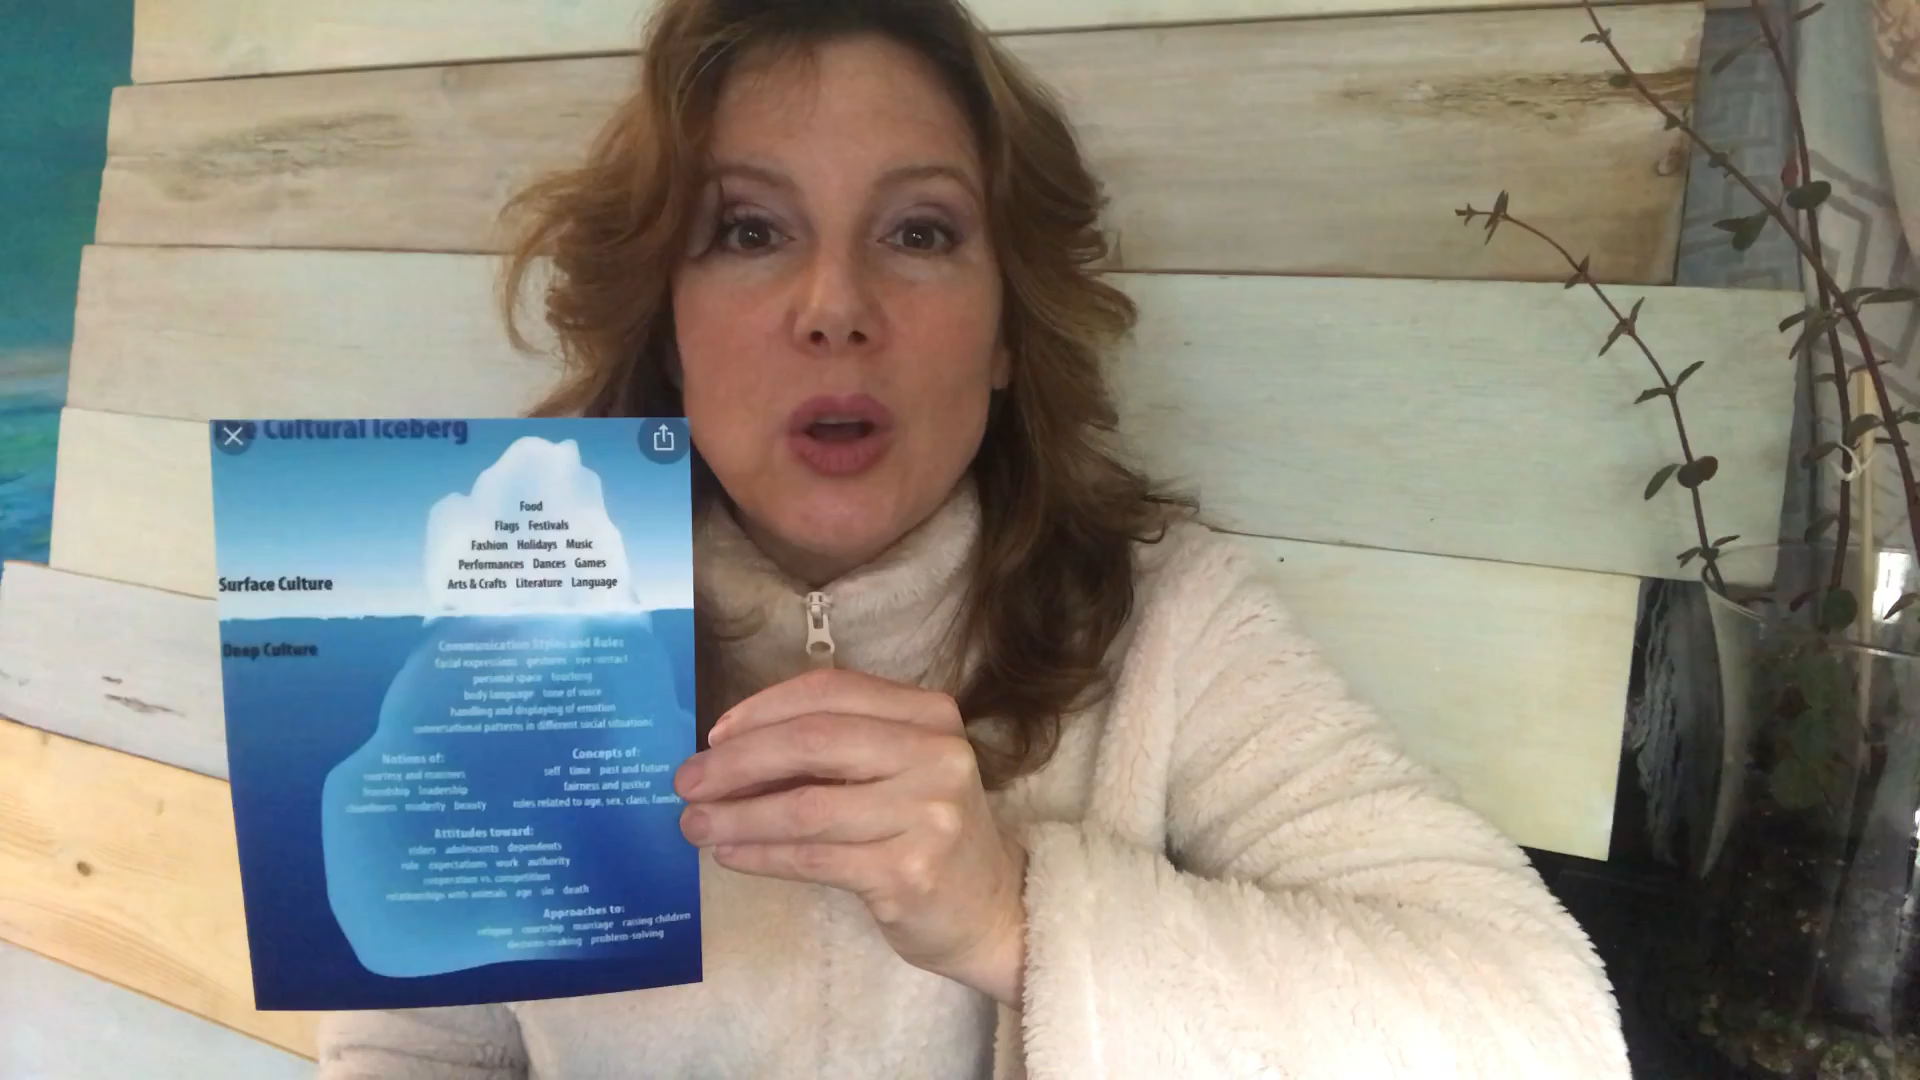 Cultural Iceberg
Food
Flags Festivals
Fashion Holidays Music
Performances Dances Games
Arts & Crafts Literature Language
Surface Culture
Deep Culture
Communication Styles and Rules
facial expressions gestures eye contact
personal space touching
body language tone of voice
handling and displaying of emotion
conversational patterns in different social situations
Notions of:
courtesy and manners
friendship leadership
cleanliness modesty beauty
Concepts of:
self time past and future
fairness and justice
roles related to age, sex, class, family,
Attitudes toward:
elders adolescents dependents
rule expectations work authority
cooperation vs. competition
relationships with animals age sin death
Approaches to:
religion courtship marriage raising children
decision-making problem-solving